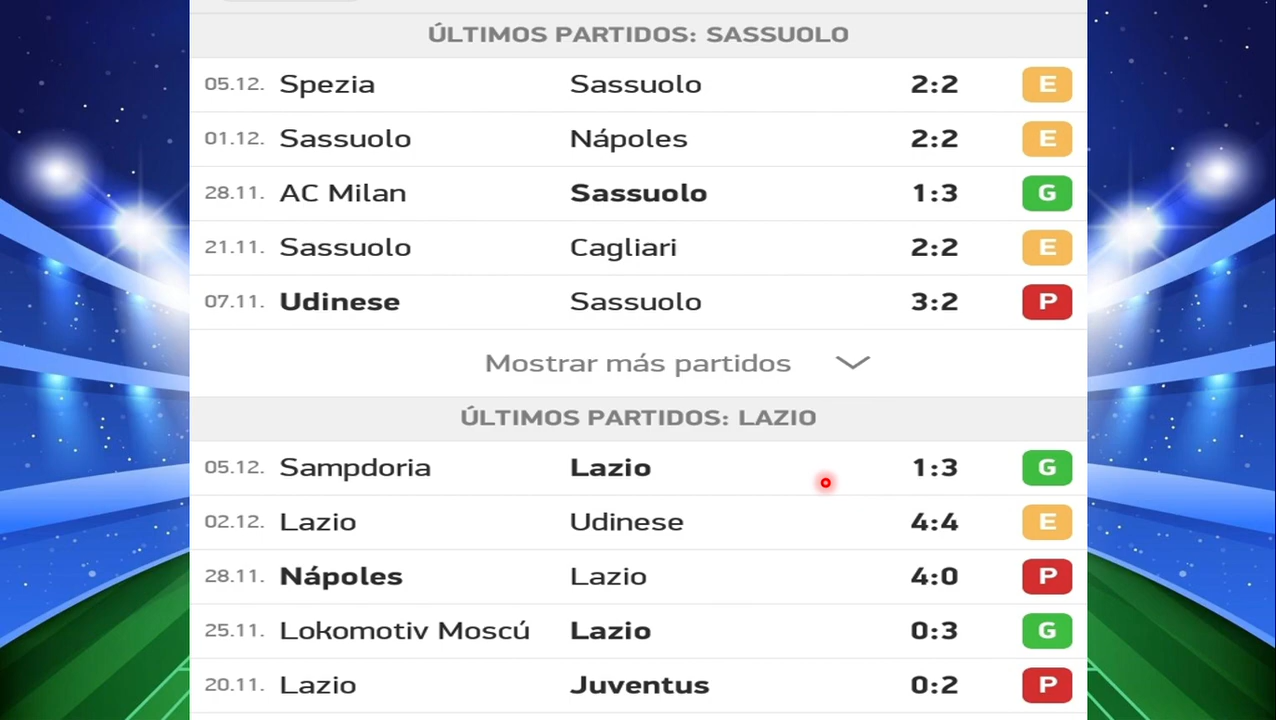 ÚLTIMOS PARTIDOS: SASSUOLO
05.12. Spezia Sassuolo 2:2 E
01.12. Sassuolo Nápoles 2:2 E
28.11. AC Milan Sassuolo 1:3 G
21.11. Sassuolo Cagliari 2:2 E
07.11. Udinese Sassuolo 3:2 P
Mostrar más partidos
ÚLTIMOS PARTIDOS: LAZIO
05.12. Sampdoria Lazio 1:3 G
02.12. Lazio Udinese 4:4 E
28.11. Nápoles Lazio 4:0 P
25.11. Lokomotiv Moscú Lazio 0:3 G
20.11. Lazio Juventus 0:2 P